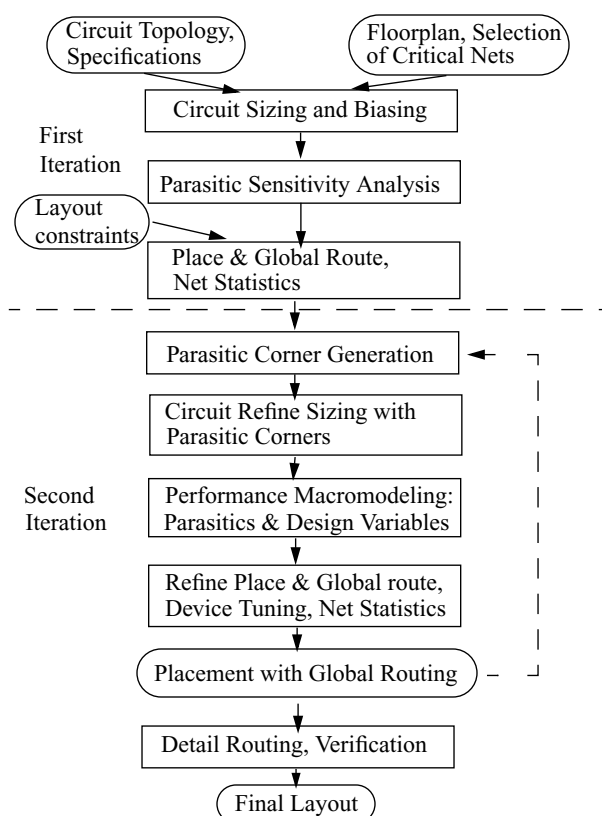 Circuit Topology,
Specifications
Floorplan, Selection
of Critical Nets
Circuit Sizing and Biasing
First
Iteration
Parasitic Sensitivity Analysis
Layout
constraints
Place & Global Route,
Net Statistics
Parasitic Corner Generation
Circuit Refine Sizing with
Parasitic Corners
Second
Iteration
Performance Macromodeling:
Parasitics & Design Variables
Refine Place & Global route,
Device Tuning, Net Statistics
Placement with Global Routing
Detail Routing, Verification
Final Layout